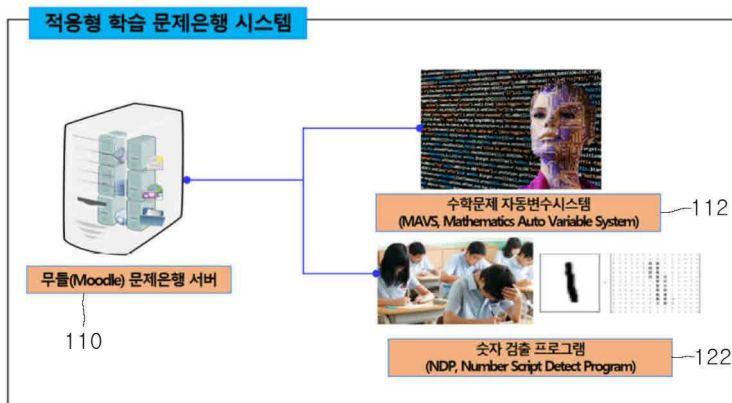 적응형 학습 문제은행 시스템
수학문제 자동변수시스템
(MAVS, Mathematics Auto Variable System)
112
무들(Moodle) 문제은행 서버
110
숫자 검출 프로그램
(NDP, Number Script Detect Program)
122